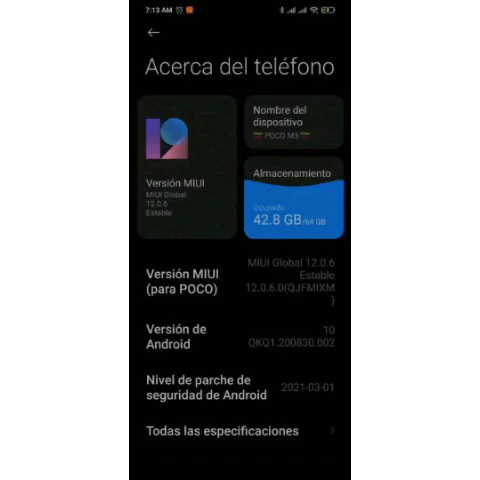 7:13 AM
Acerca del teléfono
Nombre del
dispositivo
POCO M3
Versión MIUI
MIUI Global
12.0.6
Estable
Almacenamiento
Ocupado
42.8 GB/64 GB
Versión MIUI
(para POCO)
MIUI Global 12.0.6
Estable
12.0.6.0(QJFMIXM
)
Versión de
Android
10
OKQ1.200830.002
Nivel de parche de
seguridad de Android
2021-03-01
Todas las especificaciones